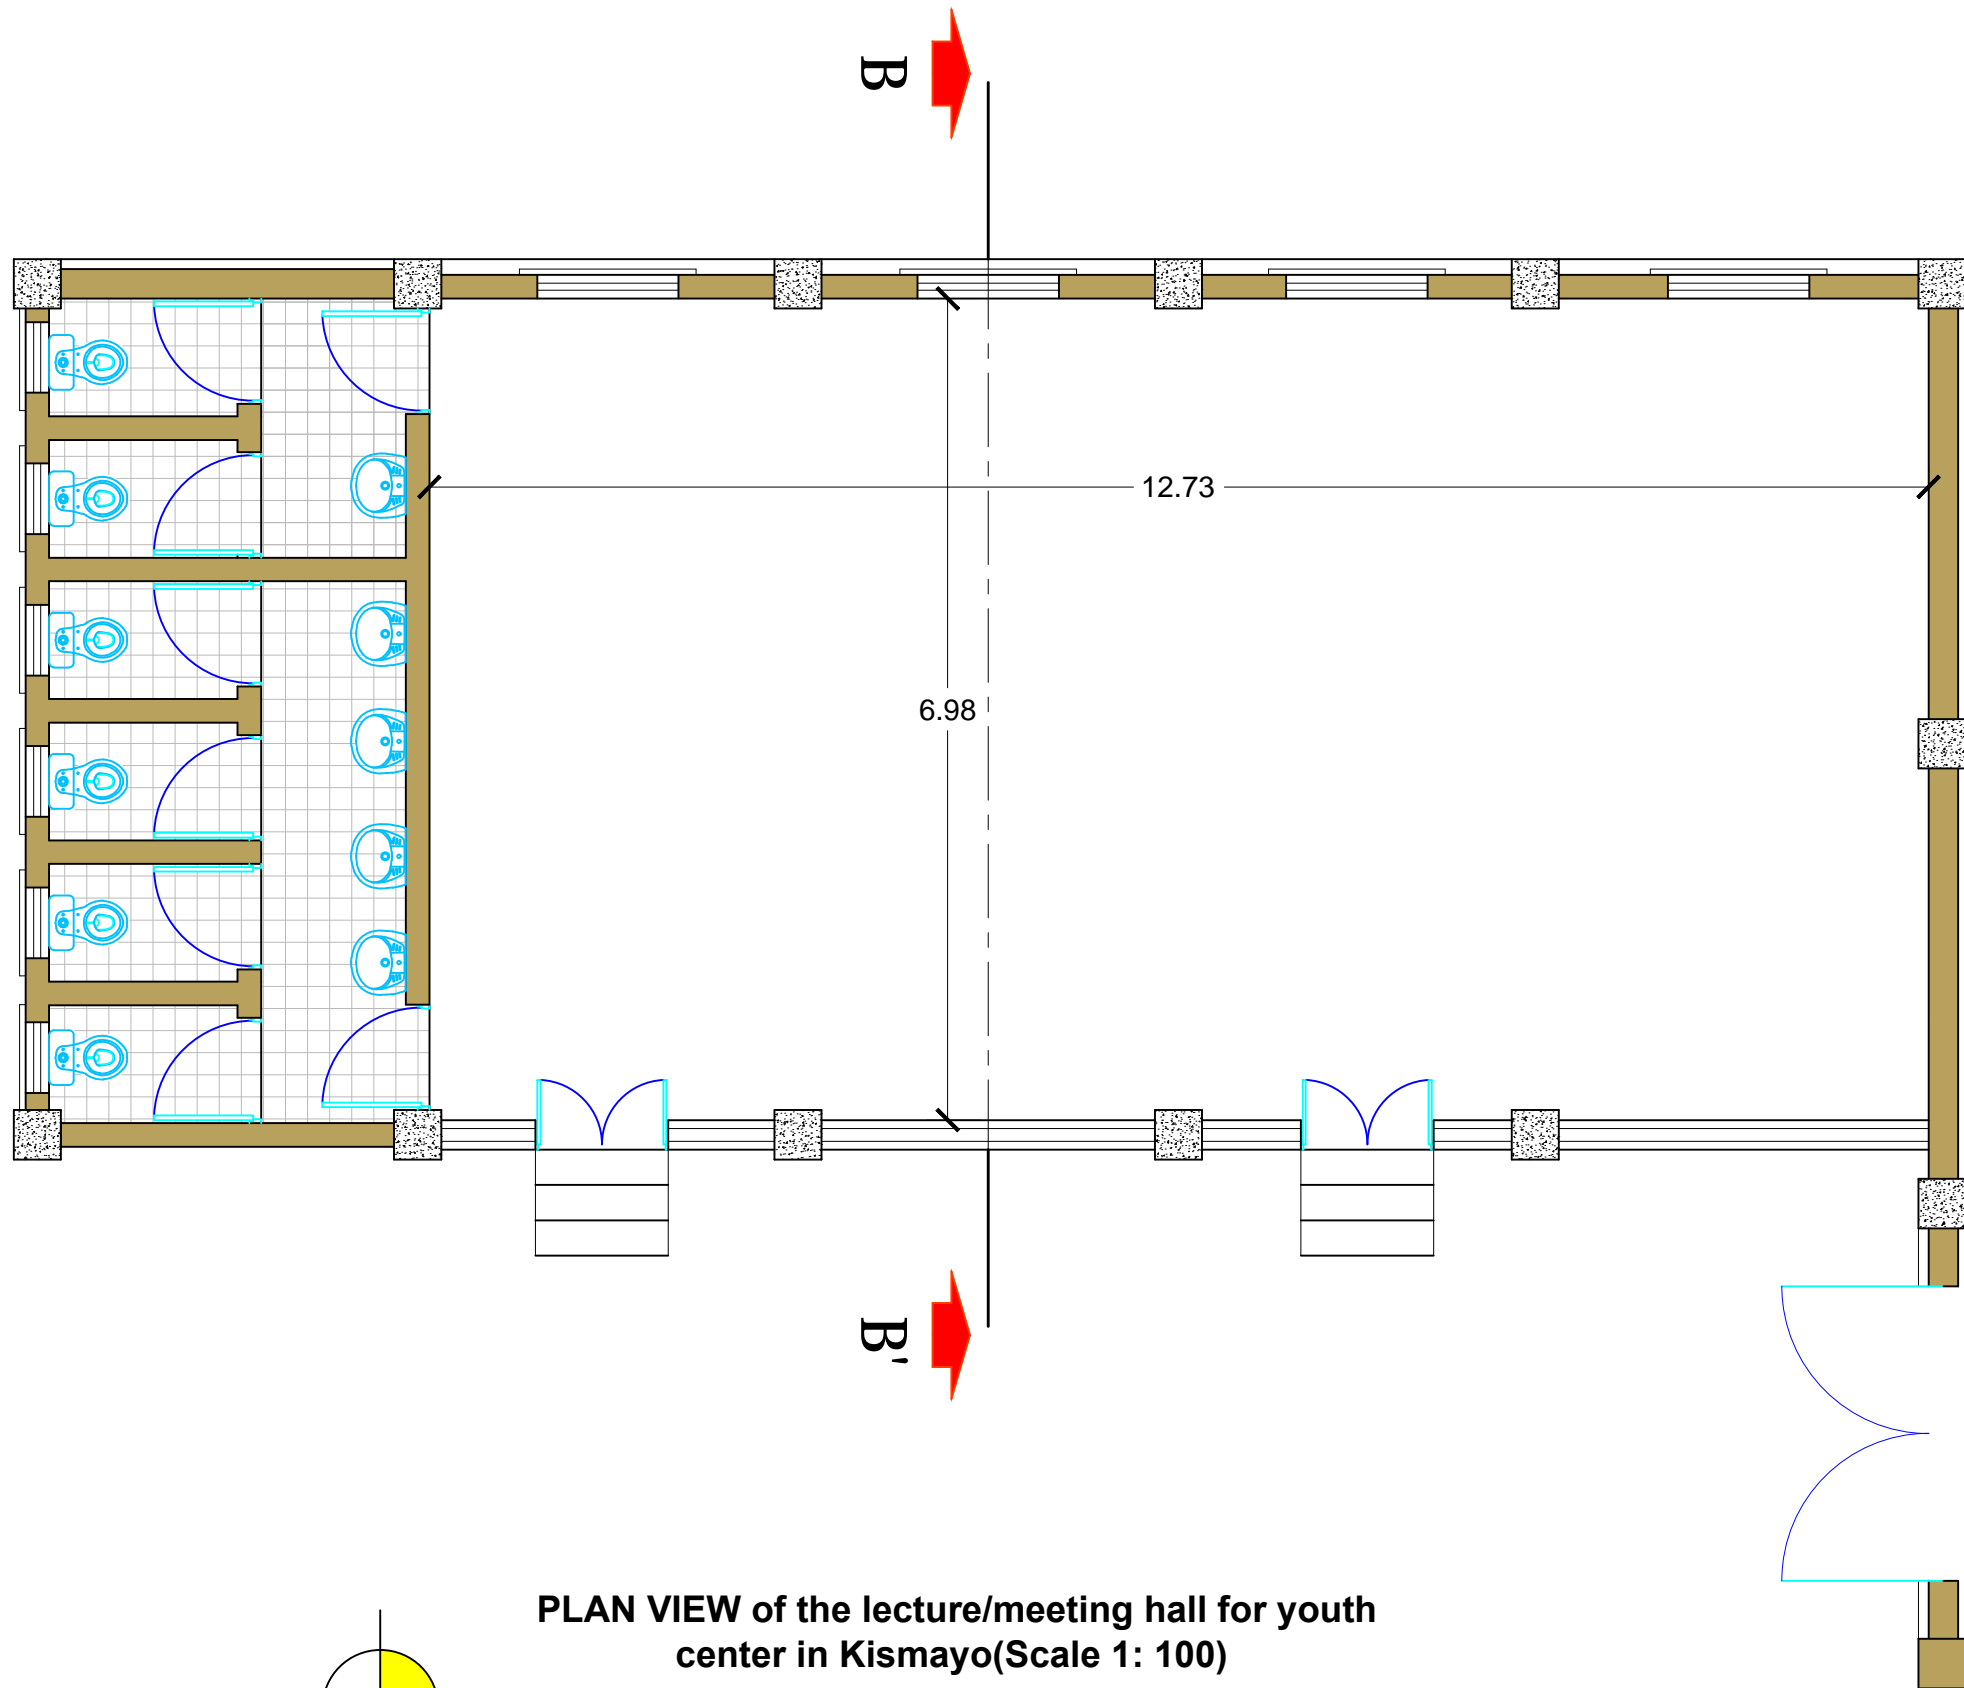 B
12.73
6.98
B'
PLAN VIEW of the lecture/meeting hall for youth
center in Kismayo(Scale 1: 100)